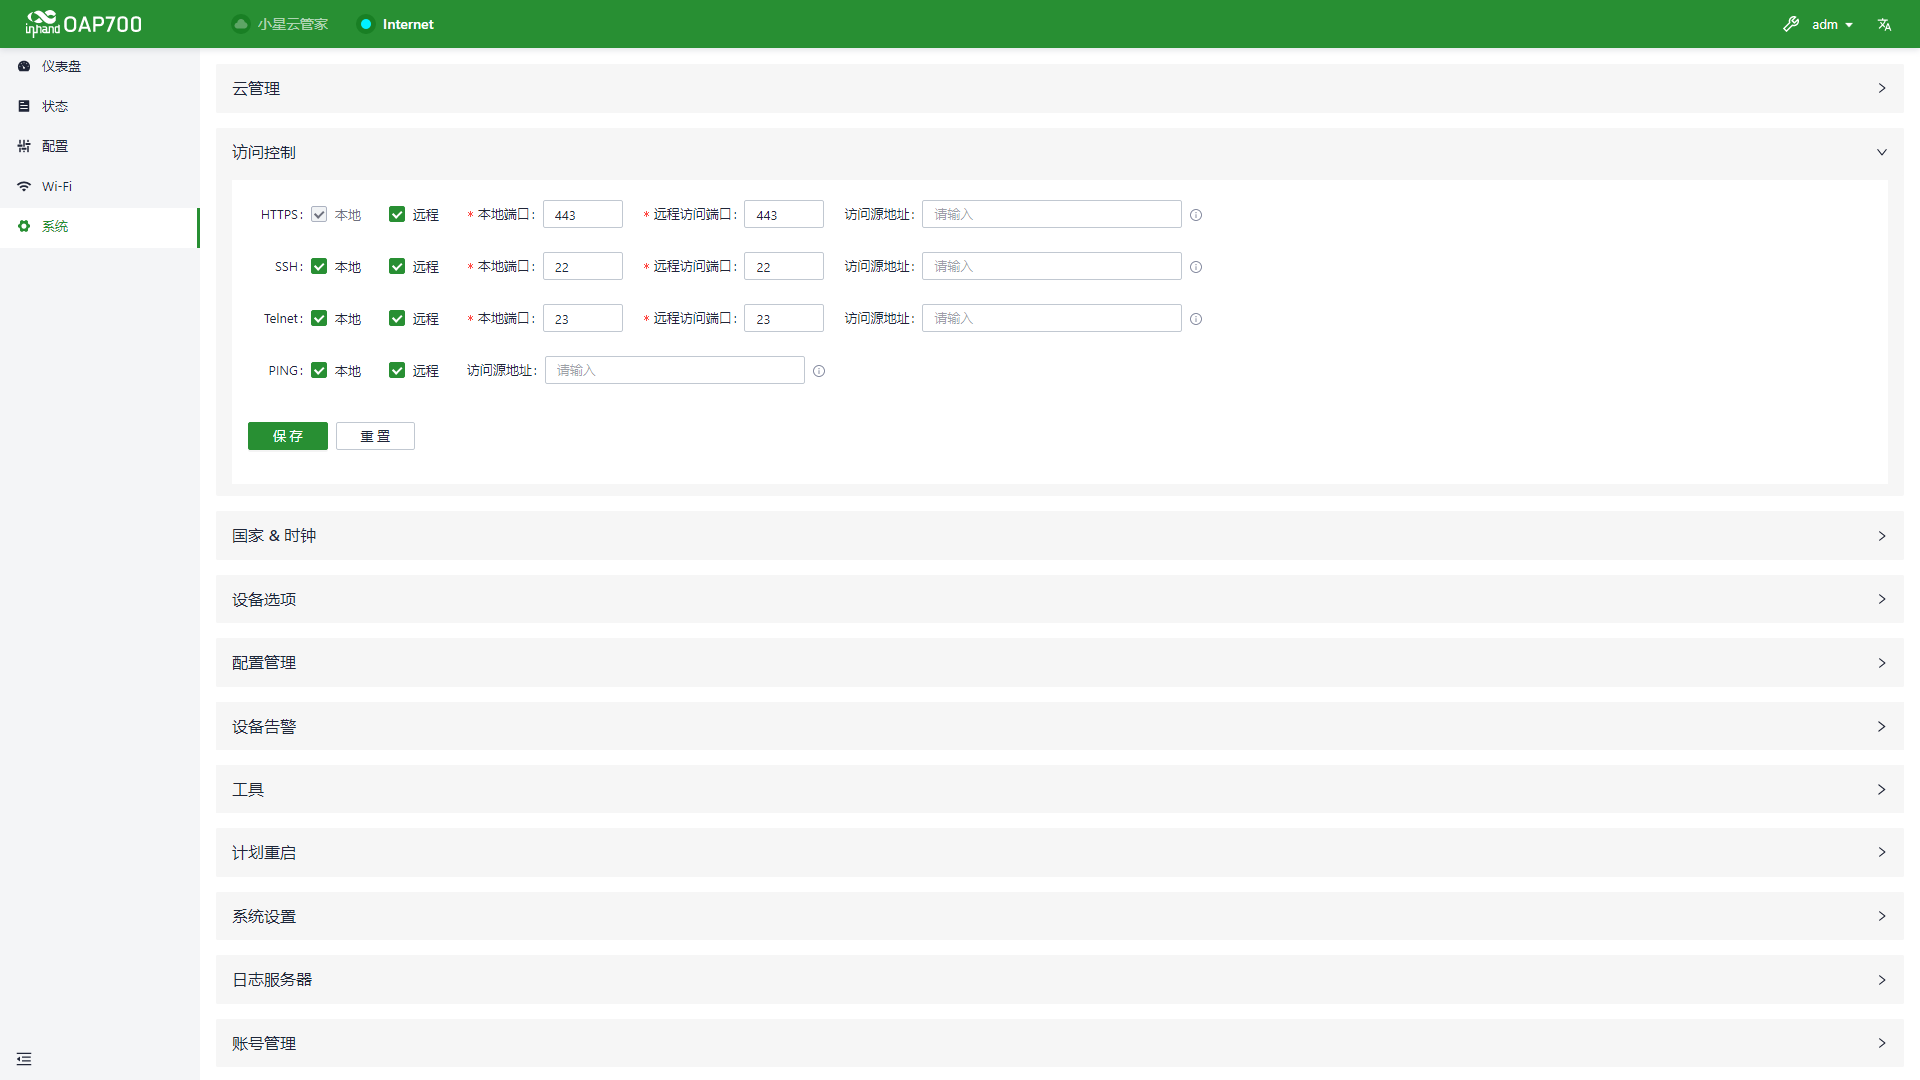 inhand OAP700 小星云管家 Internet adm
仪表盘
状态
配置
Wi-Fi
系统
云管理
访问控制
HTTPS: 本地 远程 * 本地端口: 443 * 远程访问端口: 443 访问源地址: 请输入
SSH: 本地 远程 * 本地端口: 22 * 远程访问端口: 22 访问源地址: 请输入
Telnet: 本地 远程 * 本地端口: 23 * 远程访问端口: 23 访问源地址: 请输入
PING: 本地 远程 访问源地址: 请输入
保存 重置
国家 & 时钟
设备选项
配置管理
设备告警
工具
计划重启
系统设置
日志服务器
账号管理